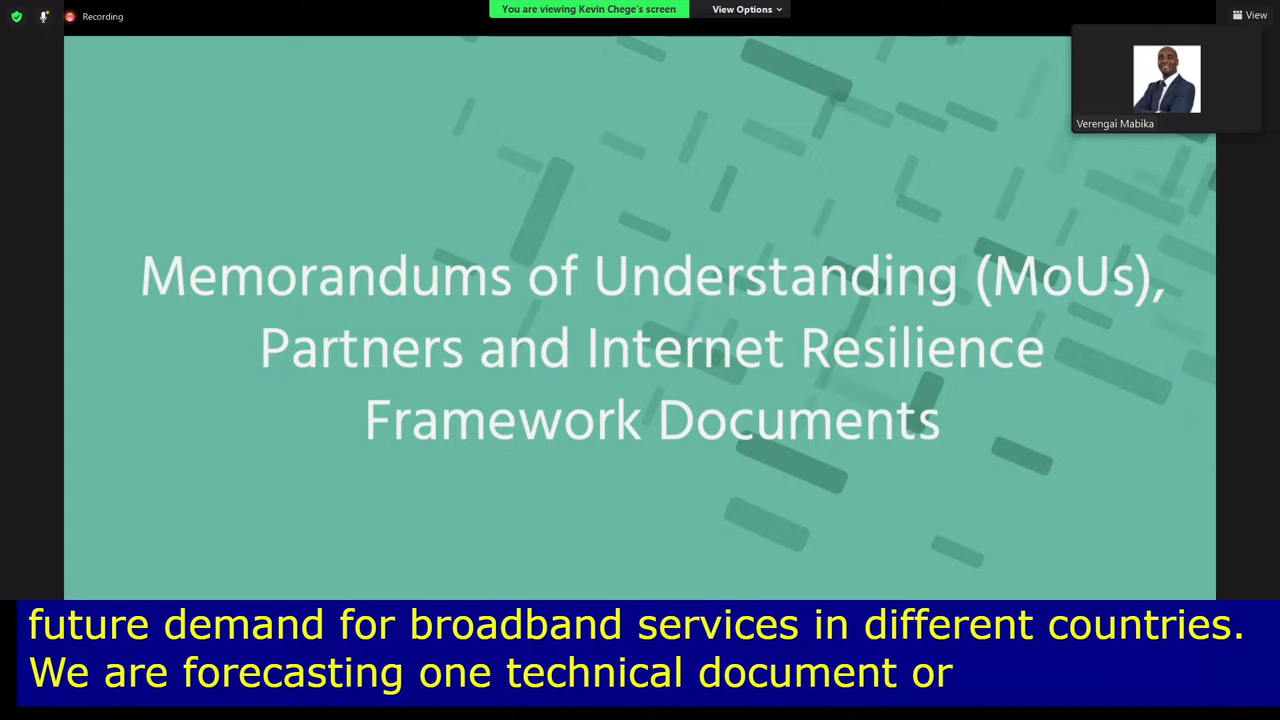 Recording
You are viewing Kevin Chege's screen
View Options
View
Verengai Mabika
Memorandums of Understanding (MoUs),
Partners and Internet Resilience
Framework Documents
future demand for broadband services in different countries.
We are forecasting one technical document or